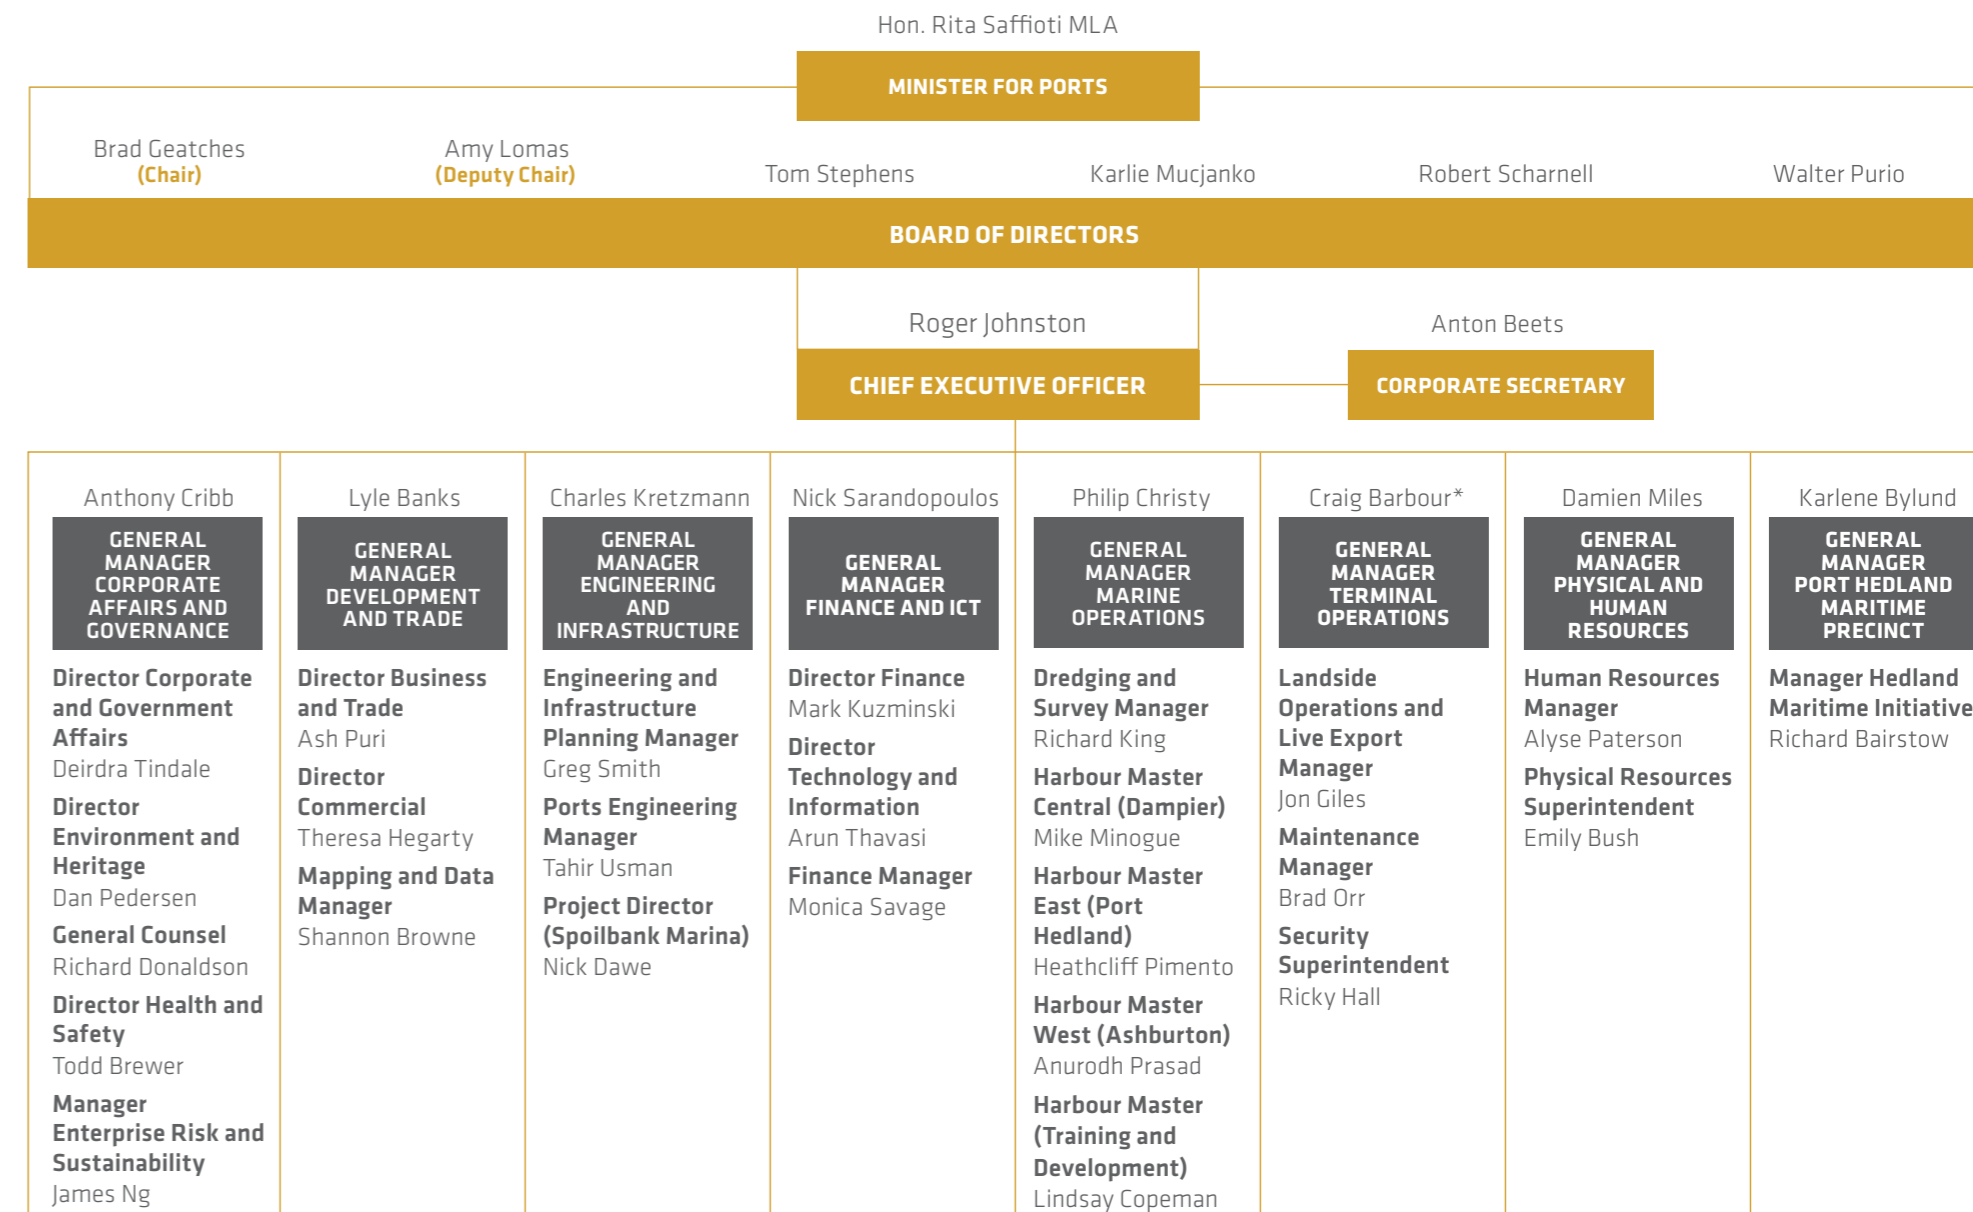 Hon. Rita Saffioti MLA
MINISTER FOR PORTS
Brad Geatches
(Chair)
Amy Lomas
(Deputy Chair)
Tom Stephens
Karlie Mucjanko
Robert Scharnell
Walter Purio
BOARD OF DIRECTORS
Roger Johnston
CHIEF EXECUTIVE OFFICER
Anton Beets
CORPORATE SECRETARY
Anthony Cribb
GENERAL
MANAGER
CORPORATE
AFFAIRS AND
GOVERNANCE
Director Corporate
and Government
Affairs
Deirdra Tindale
Director
Environment and
Heritage
Dan Pedersen
General Counsel
Richard Donaldson
Director Health and
Safety
Todd Brewer
Manager
Enterprise Risk and
Sustainability
James Ng
Lyle Banks
GENERAL
MANAGER
DEVELOPMENT
AND TRADE
Director Business
and Trade
Ash Puri
Director
Commercial
Theresa Hegarty
Mapping and Data
Manager
Shannon Browne
Charles Kretzmann
GENERAL
MANAGER
ENGINEERING
AND
INFRASTRUCTURE
Engineering and
Infrastructure
Planning Manager
Greg Smith
Ports Engineering
Manager
Tahir Usman
Project Director
(Spoilbank Marina)
Nick Dawe
Nick Sarandopoulos
GENERAL
MANAGER
FINANCE AND ICT
Director Finance
Mark Kuzminski
Director
Technology and
Information
Arun Thavasi
Finance Manager
Monica Savage
Philip Christy
GENERAL
MANAGER
MARINE
OPERATIONS
Dredging and
Survey Manager
Richard King
Harbour Master
Central (Dampier)
Mike Minogue
Harbour Master
East (Port
Hedland)
Heathcliff Pimento
Harbour Master
West (Ashburton)
Anurodh Prasad
Harbour Master
(Training and
Development)
Lindsay Copeman
Craig Barbour*
GENERAL
MANAGER
TERMINAL
OPERATIONS
Landside
Operations and
Live Export
Manager
Jon Giles
Maintenance
Manager
Brad Orr
Security
Superintendent
Ricky Hall
Damien Miles
GENERAL
MANAGER
PHYSICAL AND
HUMAN
RESOURCES
Human Resources
Manager
Alyse Paterson
Physical Resources
Superintendent
Emily Bush
Karlene Bylund
GENERAL
MANAGER
PORT HEDLAND
MARITIME
PRECINCT
Manager Hedland
Maritime Initiative
Richard Bairstow